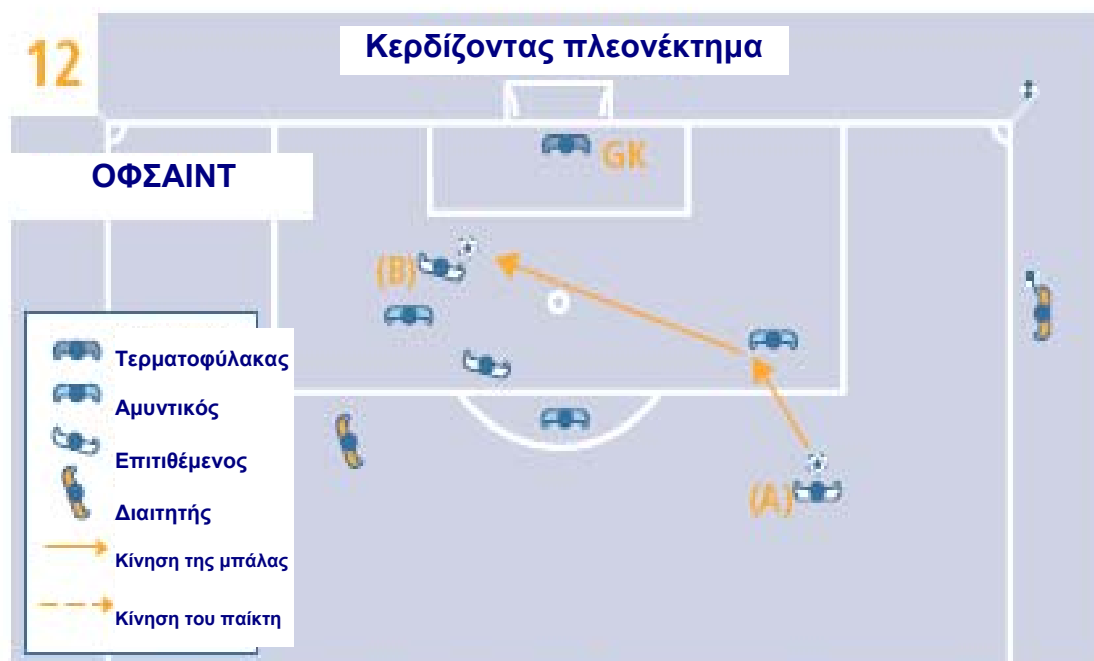 12
Κερδίζοντας πλεονέκτημα
GK
ΟΦΣΑΙΝΤ
(B)
(A)
Τερματοφύλακας
Αμυντικός
Επιτιθέμενος
Διαιτητής
Κίνηση της μπάλας
Κίνηση του παίκτη